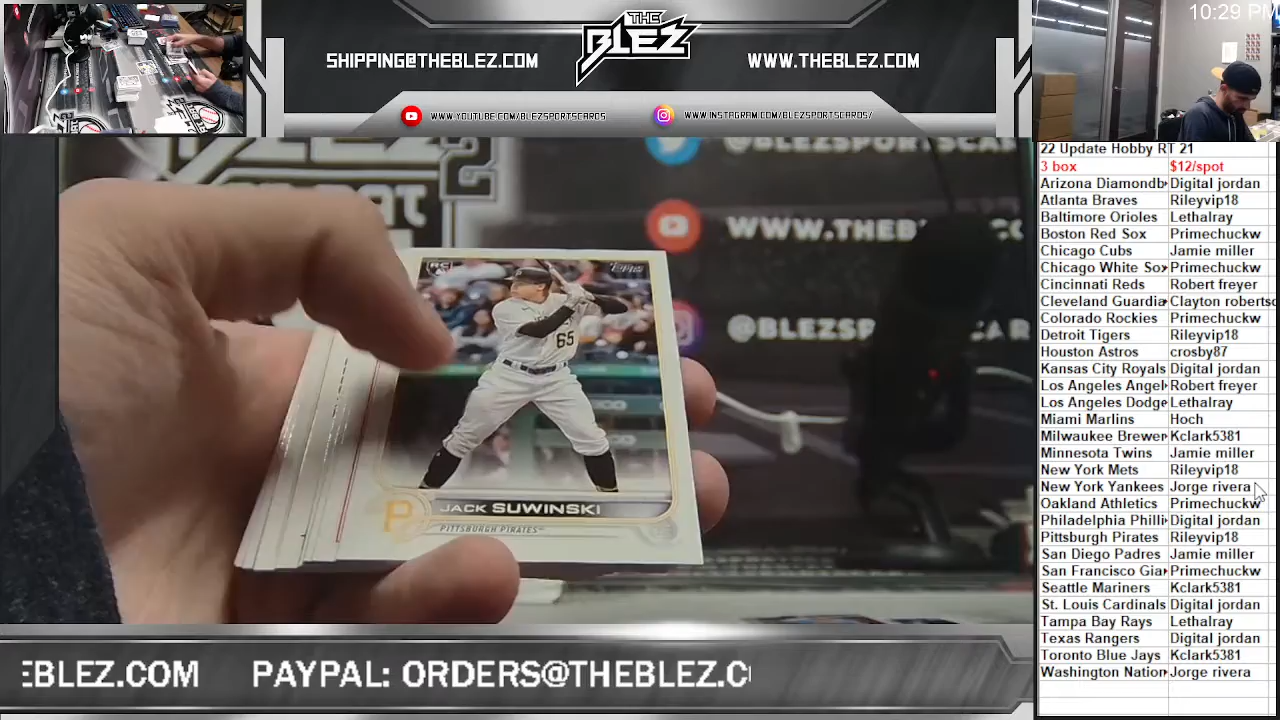 10:29 PM
THE
BLEZ
SHIPPING@THEBLEZ.COM
WWW.THEBLEZ.COM
WWW.YOUTUBE.COM/BLEZSPORTSCARDS
WWW.INSTAGRAM.COM/BLEZSPORTSCARDS/
22 Update Hobby RT 21
3 box $12/spot
Arizona Diamondb Digital jordan
Atlanta Braves Rileyvip18
Baltimore Orioles Lethalray
Boston Red Sox Primechuckw
Chicago Cubs Jamie miller
Chicago White Sox Primechuckw
Cincinnati Reds Robert freyer
Cleveland Guardia Clayton robertso
Colorado Rockies Primechuckw
Detroit Tigers Rileyvip18
Houston Astros crosby87
Kansas City Royals Digital jordan
Los Angeles Angel Robert freyer
Los Angeles Dodge Lethalray
Miami Marlins Hoch
Milwaukee Brewer Kclark5381
Minnesota Twins Jamie miller
New York Mets Rileyvip18
New York Yankees Jorge rivera
Oakland Athletics Primechuckw
Philadelphia Philli Digital jordan
Pittsburgh Pirates Rileyvip18
San Diego Padres Jamie miller
San Francisco Gia Primechuckw
Seattle Mariners Kclark5381
St. Louis Cardinals Digital jordan
Tampa Bay Rays Lethalray
Texas Rangers Digital jordan
Toronto Blue Jays Kclark5381
Washington Nation Jorge rivera
@BLEZSPORTSCAR
WWW.THEB
@BLEZSP
RC
Topps
65
P
JACK SUWINSKI
PITTSBURGH PIRATES
EBLEZ.COM PAYPAL: ORDERS@THEBLEZ.C